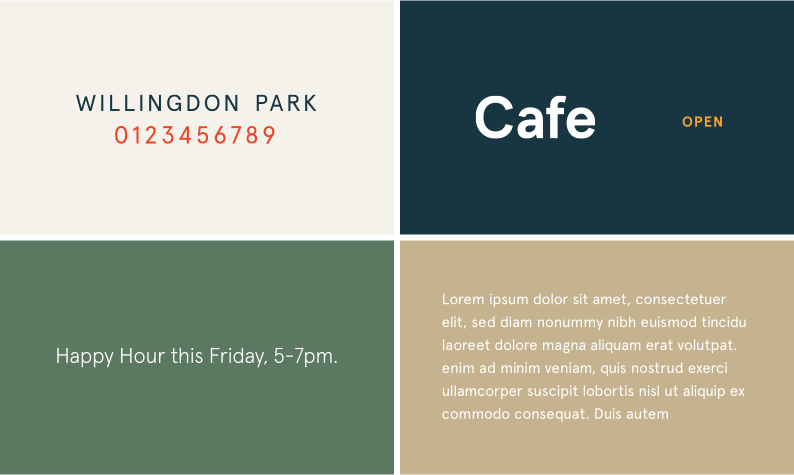 WILLINGDON PARK
0123456789
Cafe
OPEN
Happy Hour this Friday, 5-7pm.
Lorem ipsum dolor sit amet, consectetuer
elit, sed diam nonummy nibh euismod tincidu
laoreet dolore magna aliquam erat volutpat.
enim ad minim veniam, quis nostrud exerci
ullamcorper suscipit lobortis nisl ut aliquip ex
commodo consequat. Duis autem